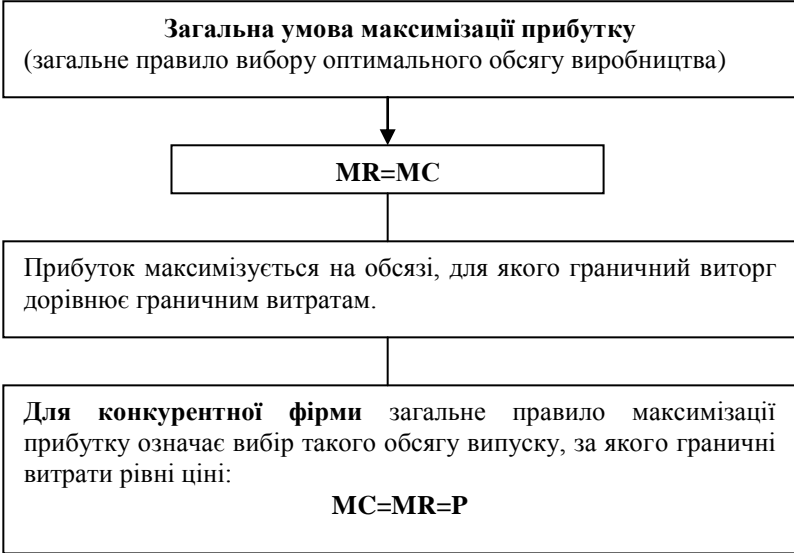 Загальна умова максимізації прибутку
(загальне правило вибору оптимального обсягу виробництва)
MR=MC
Прибуток максимізується на обсязі, для якого граничний виторг
дорівнює граничним витратам.
Для конкурентної фірми загальне правило максимізації
прибутку означає вибір такого обсягу випуску, за якого граничні
витрати рівні ціні:
MC=MR=P